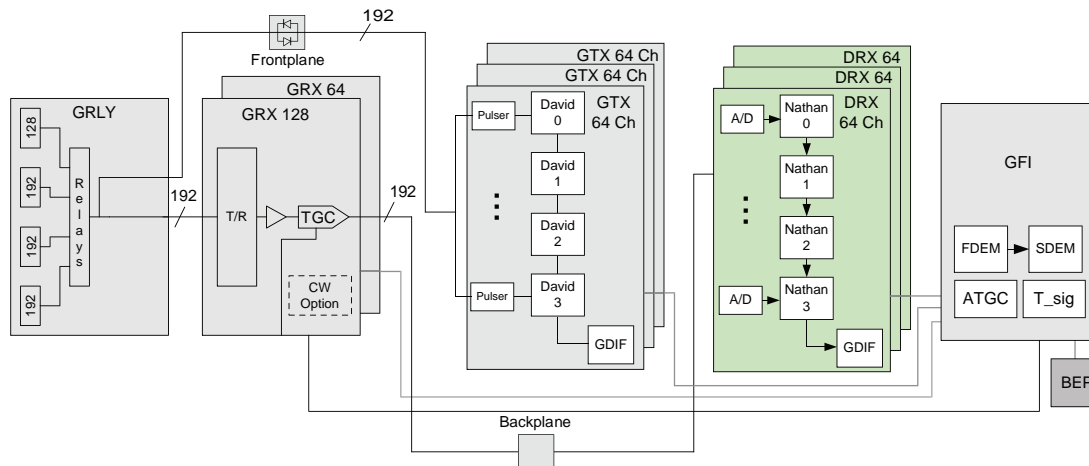 192
192
Frontplane
GRLY
128
192
192
192
Relays
192
GRX 64
GRX 128
T/R
TGC
192
CW
Option
GTX 64 Ch
GTX 64 Ch
GTX
64 Ch
Pulser
David
0
David
1
David
2
Pulser
David
3
GDIF
DRX 64
DRX 64
DRX
64 Ch
A/D
Nathan
0
Nathan
1
Nathan
2
A/D
Nathan
3
GDIF
GFI
FDEM
SDEM
ATGC
T_sig
BEP
Backplane